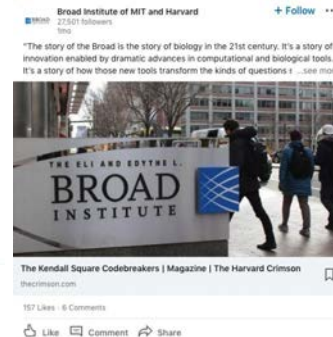 Broad Institute of MIT and Harvard
+ Follow
27,501 followers
1mo
"The story of the Broad is the story of biology in the 21st century. It's a story of
innovation enabled by dramatic advances in computational and biological tools.
It's a story of how those new tools transform the kinds of questions ...see more
THE ELI AND EDYTHE L.
BROAD
INSTITUTE
The Kendall Square Codebreakers | Magazine | The Harvard Crimson
thecrimson.com
157 Likes · 6 Comments
Like Comment Share